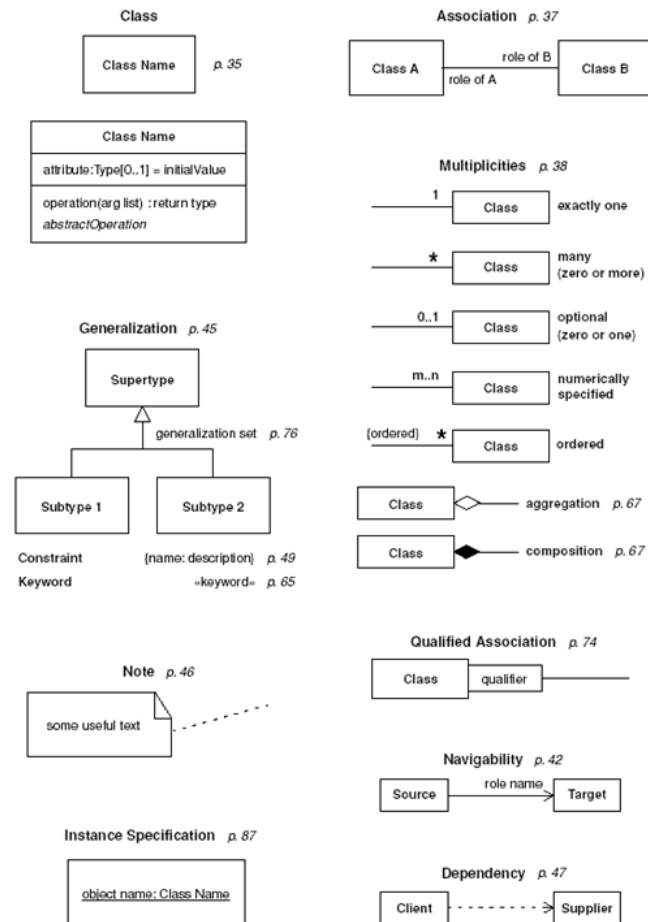 Class
Class Name p. 35
Class Name
attribute:Type[0..1] = initialValue
operation(arg list) : return type
abstractOperation
Generalization p. 45
Supertype
generalization set p. 76
Subtype 1 Subtype 2
Constraint {name: description} p. 49
Keyword «keyword» p. 65
Note p. 46
some useful text
Instance Specification p. 87
object name: Class Name
Association p. 37
Class A role of B Class B
role of A
Multiplicities p. 38
1 Class exactly one
* Class many
(zero or more)
0..1 Class optional
(zero or one)
m..n Class numerically
specified
{ordered} * Class ordered
Class aggregation p. 67
Class composition p. 67
Qualified Association p. 74
Class qualifier
Navigability p. 42
Source role name Target
Dependency p. 47
Client Supplier